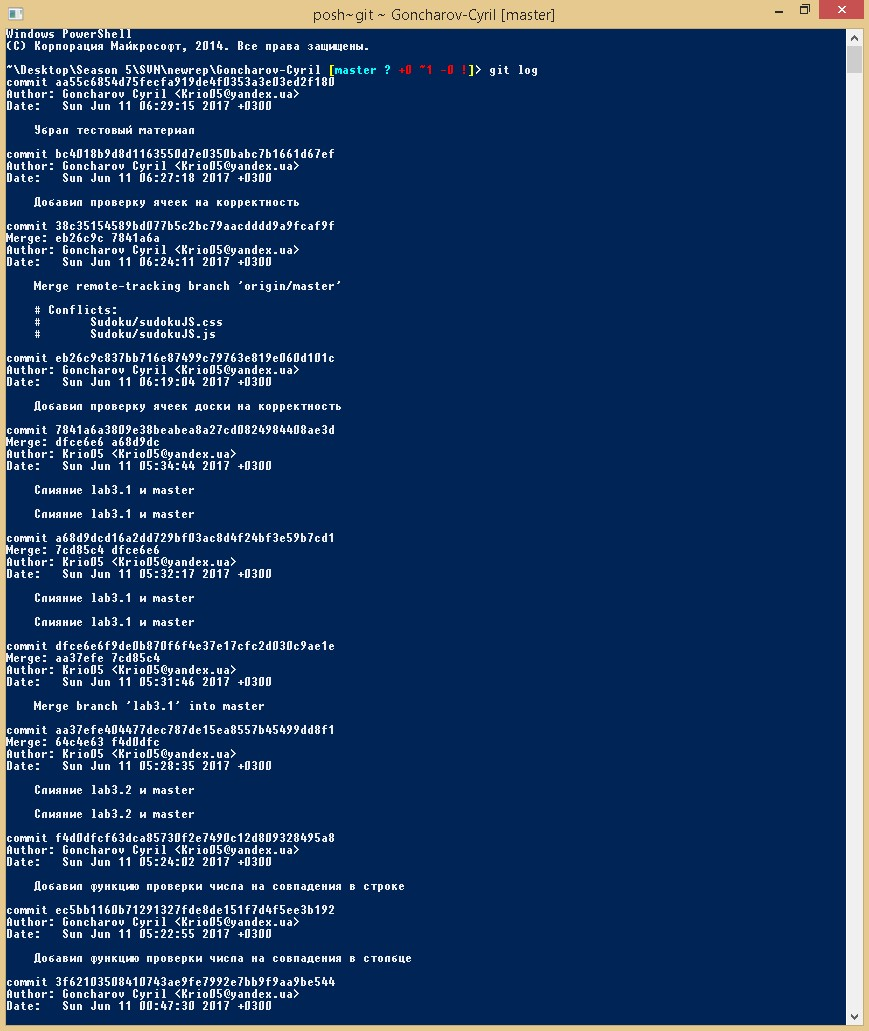 posh~git ~ Goncharov-Cyril [master]
Windows PowerShell
(C) Корпорация Майкрософт, 2014. Все права защищены.
~\Desktop\Season 5\SVN\newrep\Goncharov-Cyril [master ? +0 ~1 -0 !]> git log
commit aa55c6854d75fecfa919de4f0353a3e03ed2f180
Author: Goncharov Cyril <Krio05@yandex.ua>
Date:   Sun Jun 11 06:29:15 2017 +0300
Убрал тестовый материал
commit bc4018b9d8d1163550d7e0350babc7b1661d67ef
Author: Goncharov Cyril <Krio05@yandex.ua>
Date:   Sun Jun 11 06:27:18 2017 +0300
Добавил проверку ячеек на корректность
commit 38c35154589bd077b5c2bc79aacdddd9a9fcaf9f
Merge: eb26c9c 7841a6a
Author: Goncharov Cyril <Krio05@yandex.ua>
Date:   Sun Jun 11 06:24:11 2017 +0300
Merge remote-tracking branch 'origin/master'
# Conflicts:
#       Sudoku/sudokuJS.css
#       Sudoku/sudokuJS.js
commit eb26c9c837bb716e87499c79763e819e060d101c
Author: Goncharov Cyril <Krio05@yandex.ua>
Date:   Sun Jun 11 06:19:04 2017 +0300
Добавил проверку ячеек доски на корректность
commit 7841a6a3809e38beabea8a27cd0824984408ae3d
Merge: dfce6e6 a68d9dc
Author: Krio05 <Krio05@yandex.ua>
Date:   Sun Jun 11 05:34:44 2017 +0300
Слияние lab3.1 и master
Слияние lab3.1 и master
commit a68d9dcd16a2dd729bf03ac8d4f24bf3e59b7cd1
Merge: 7cd85c4 dfce6e6
Author: Krio05 <Krio05@yandex.ua>
Date:   Sun Jun 11 05:32:17 2017 +0300
Слияние lab3.1 и master
Слияние lab3.1 и master
commit dfce6e6f9de0b870f6f4e37e17cfc2d030c9ae1e
Merge: aa37efe 7cd85c4
Author: Krio05 <Krio05@yandex.ua>
Date:   Sun Jun 11 05:31:46 2017 +0300
Merge branch 'lab3.1' into master
commit aa37efe404477dec787de15ea8557b45499dd8f1
Merge: 64c4e63 f4d0dfc
Author: Krio05 <Krio05@yandex.ua>
Date:   Sun Jun 11 05:28:35 2017 +0300
Слияние lab3.2 и master
Слияние lab3.2 и master
commit f4d0dfcf63dca85730f2e7490c12d809328495a8
Author: Goncharov Cyril <Krio05@yandex.ua>
Date:   Sun Jun 11 05:24:02 2017 +0300
Добавил функцию проверки числа на совпадения в строке
commit ec5bb1160b71291327fde8de151f7d4f5ee3b192
Author: Goncharov Cyril <Krio05@yandex.ua>
Date:   Sun Jun 11 05:22:55 2017 +0300
Добавил функцию проверки числа на совпадения в столбце
commit 3f62103508410743ae9fe7992e7bb9f9aa9be544
Author: Goncharov Cyril <Krio05@yandex.ua>
Date:   Sun Jun 11 00:47:30 2017 +0300